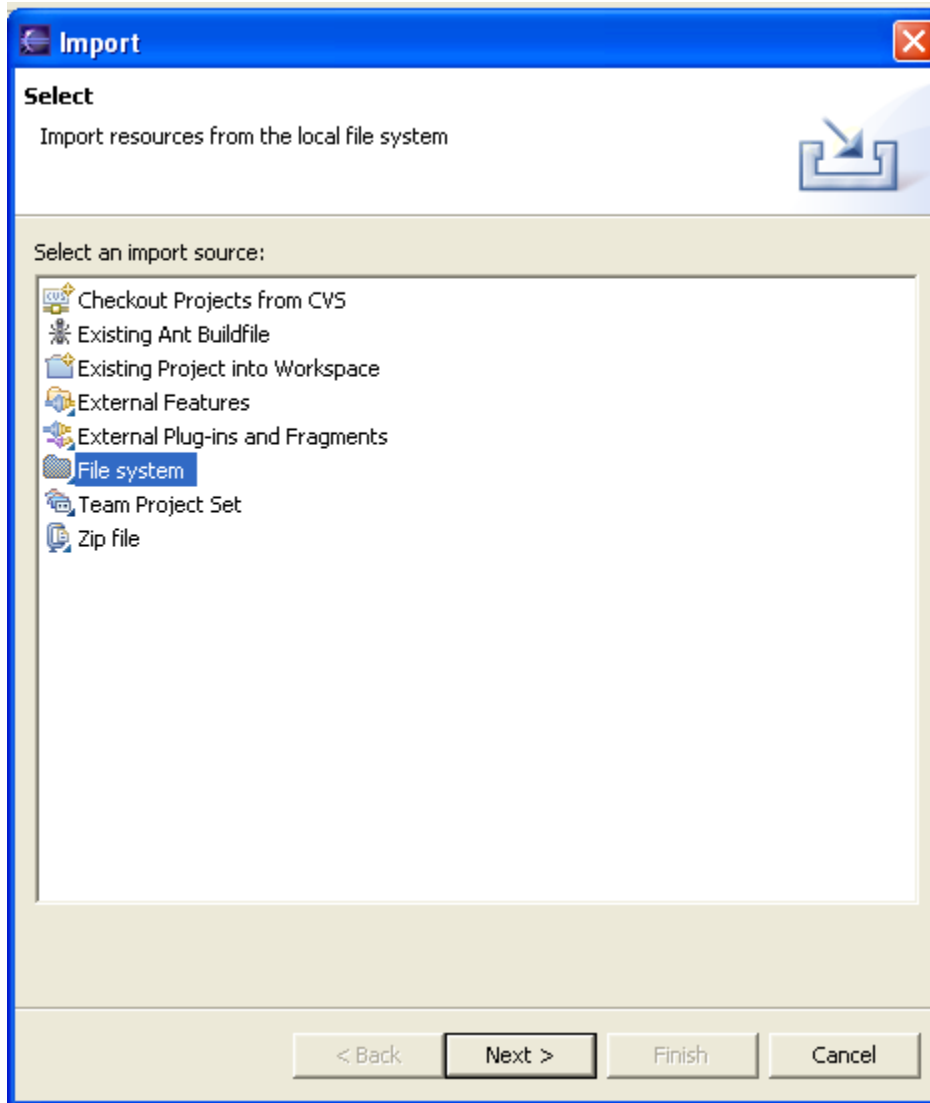 Import
Select
Import resources from the local file system
Select an import source:
Checkout Projects from CVS
Existing Ant Buildfile
Existing Project into Workspace
External Features
External Plug-ins and Fragments
File system
Team Project Set
Zip file
< Back Next > Finish Cancel